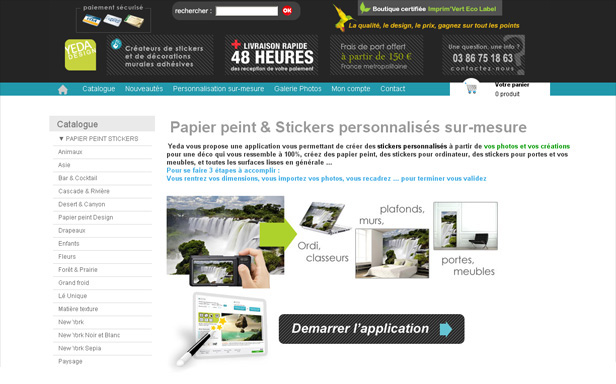 paiement sécurisé
rechercher :
OK
Boutique certifiée Imprim'Vert Eco Label
La qualité, le design, le prix, gagnez sur tout les points
YEDA
DESIGN
Créateurs de stickers
et de décorations
murales adhésives
LIVRAISON RAPIDE
48 HEURES
des réception de votre paiement
Frais de port offert
à partir de 150 €
France metropolitaine
Une question, une info ?
03 86 75 18 63
contactez-nous
Catalogue
Nouveautés
Personnalisation sur-mesure
Galerie Photos
Mon compte
Contact
Votre panier
0 produit
Catalogue
▼ PAPIER PEINT STICKERS
Animaux
Asie
Bar & Cocktail
Cascade & Rivière
Desert & Canyon
Papier peint Design
Drapeaux
Enfants
Fleurs
Forêt & Prairie
Grand froid
Lé Unique
Matière texture
New York
New York Noir et Blanc
New York Sepia
Paysage
Papier peint & Stickers personnalisés sur-mesure
Yeda vous propose une application vous permettant de créer des stickers personnalisés à partir de vos photos et vos créations
pour une déco qui vous ressemble à 100%, créez des papier peint, des stickers pour ordinateur, des stickers pour portes et vos
meubles, et toutes les surfaces lisses en générale ...
Pour se faire 3 étapes à accomplir :
Vous rentrez vos dimensions, vous importez vos photos, vous recadrez ... pour terminer vous validez
Ordi,
classeurs
plafonds,
murs,
portes,
meubles
Demarrer l'application